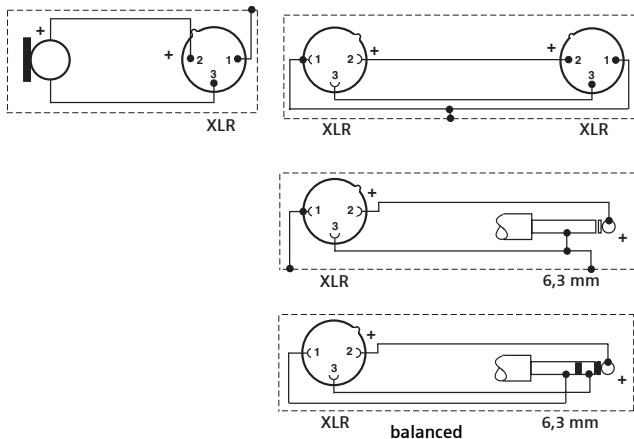 + + 2 1 3
XLR
1 2 + 3
+ 2 1 3
XLR XLR
1 2 + 3
+
XLR 6,3 mm
1 2 + 3
+
XLR 6,3 mm
balanced